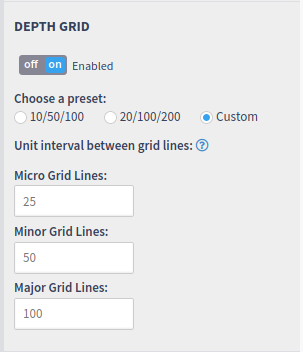 DEPTH GRID
off on Enabled
Choose a preset:
10/50/100 20/100/200 Custom
Unit interval between grid lines: ?
Micro Grid Lines:
25
Minor Grid Lines:
50
Major Grid Lines:
100